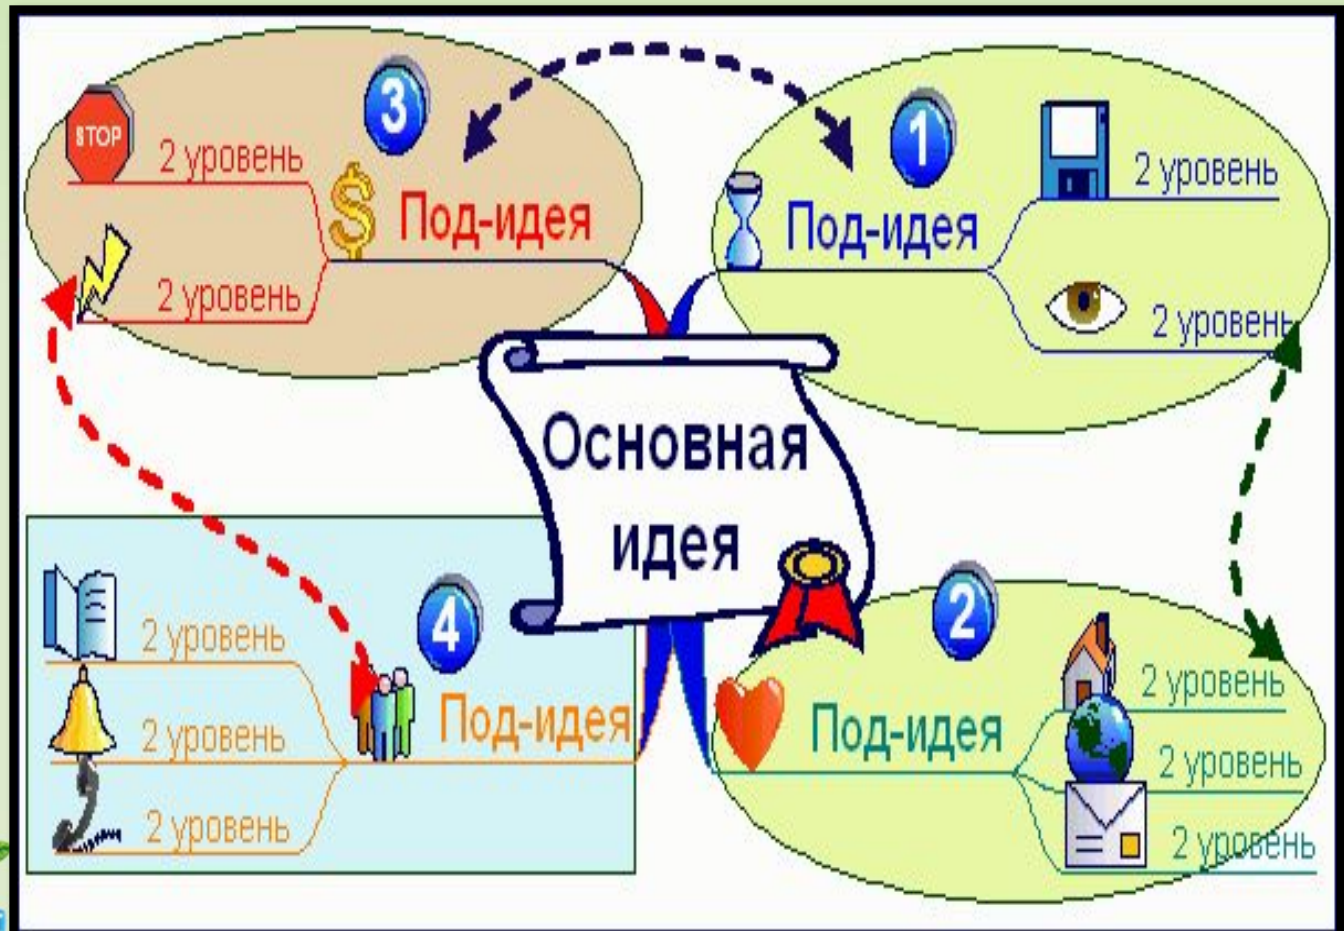 3
STOP
2 уровень
Под-идея
2 уровень
1
2 уровень
Под-идея
2 уровень
Основная
идея
4
2 уровень
Под-идея
2 уровень
2 уровень
2
2 уровень
Под-идея
2 уровень
2 уровень